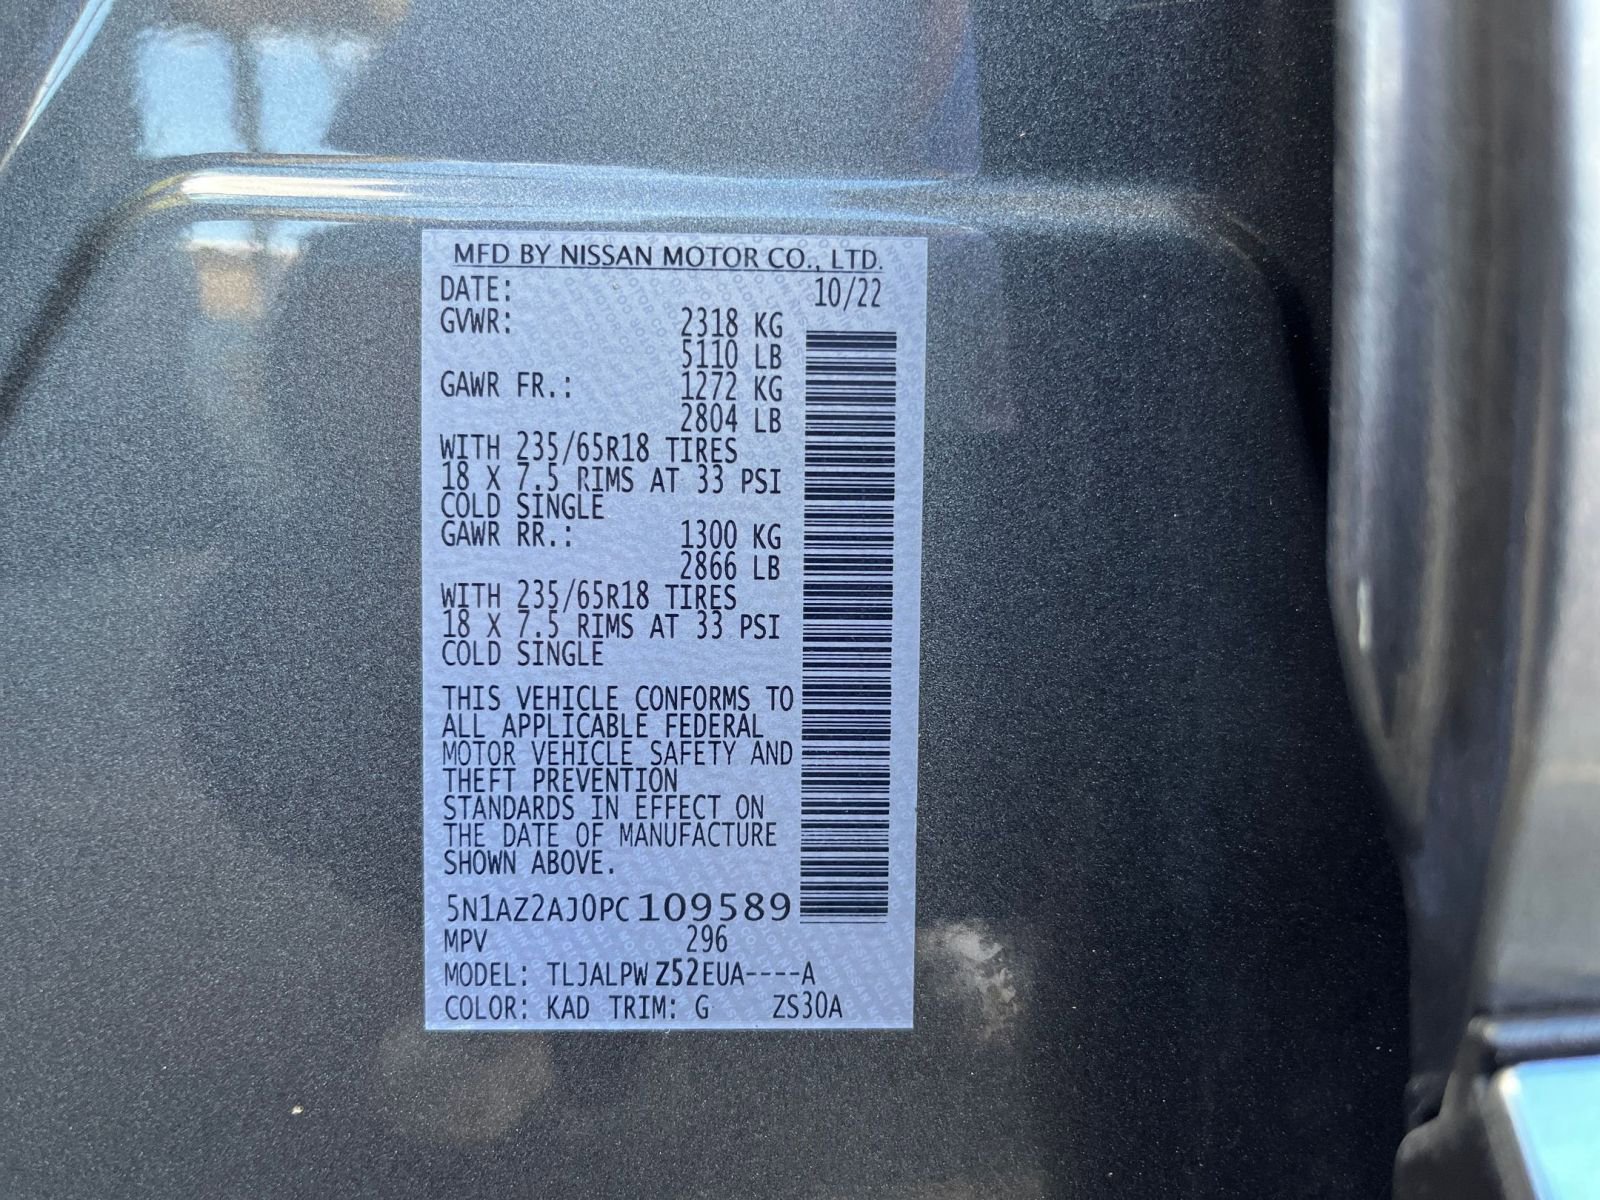 MFD BY NISSAN MOTOR CO., LTD.
DATE: 10/22
GVWR: 2318 KG
5110 LB
GAWR FR.: 1272 KG
2804 LB
WITH 235/65R18 TIRES
18 X 7.5 RIMS AT 33 PSI
COLD SINGLE
GAWR RR.: 1300 KG
2866 LB
WITH 235/65R18 TIRES
18 X 7.5 RIMS AT 33 PSI
COLD SINGLE
THIS VEHICLE CONFORMS TO
ALL APPLICABLE FEDERAL
MOTOR VEHICLE SAFETY AND
THEFT PREVENTION
STANDARDS IN EFFECT ON
THE DATE OF MANUFACTURE
SHOWN ABOVE.
5N1AZ2AJ0PC109589
MPV 296
MODEL: TLJALPWZ52EUA----A
COLOR: KAD TRIM: G ZS30A